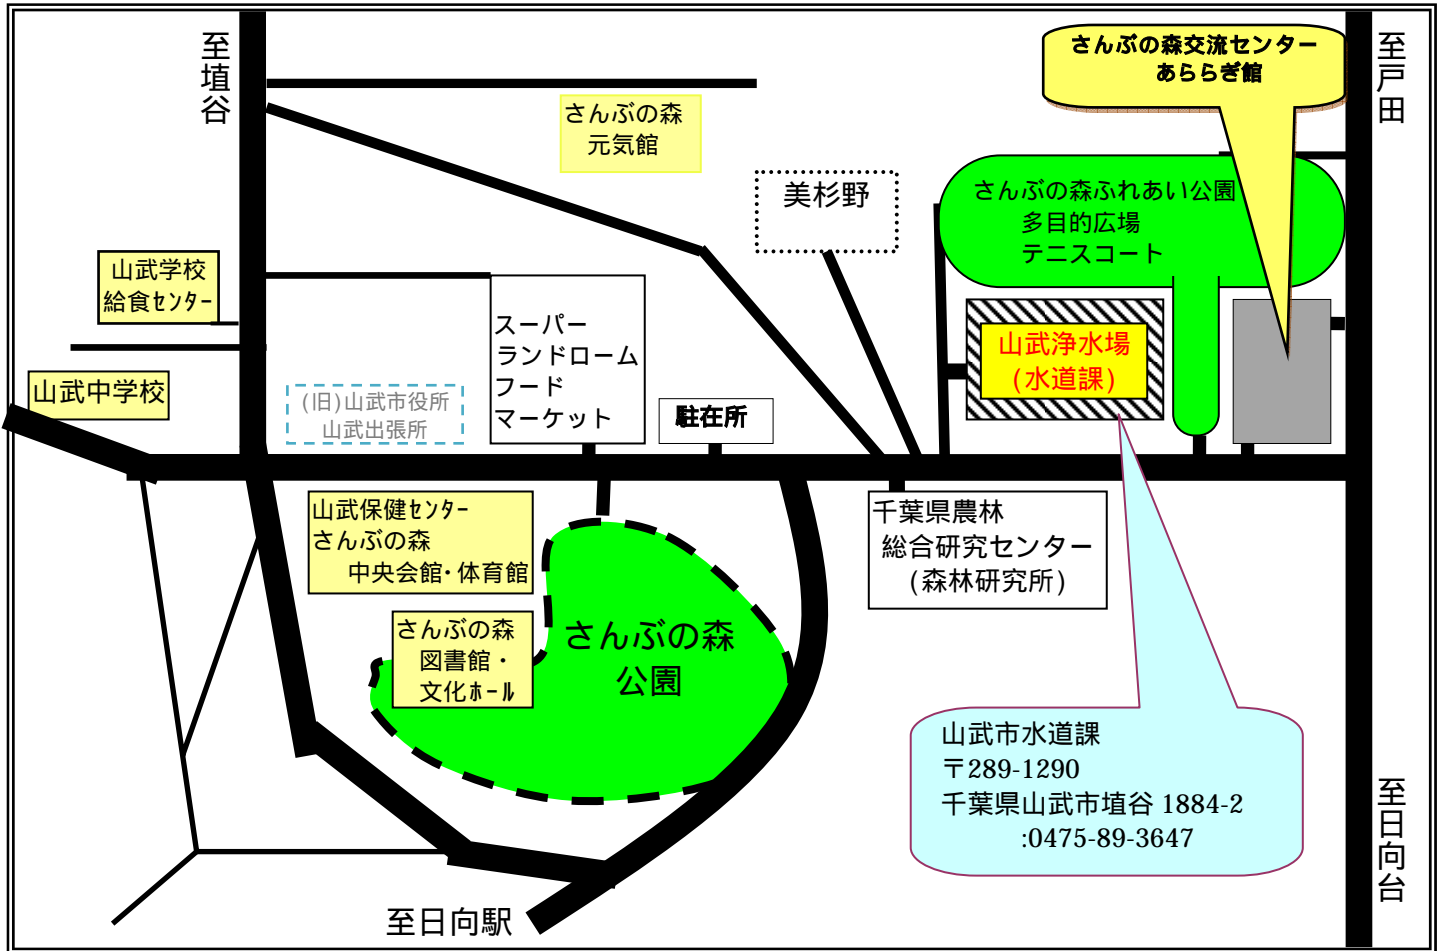 至埴谷
さんぶの森交流センター
あららぎ館
至戸田
さんぶの森
元気館
美杉野
さんぶの森ふれあい公園
多目的広場
テニスコート
山武学校
給食センター
スーパー
ランドローム
フード
マーケット
山武浄水場
(水道課)
山武中学校
(旧)山武市役所
山武出張所
駐在所
山武保健センター
さんぶの森
中央会館・体育館
千葉県農林
総合研究センター
(森林研究所)
さんぶの森
図書館・
文化ホール
さんぶの森
公園
山武市水道課
〒289-1290
千葉県山武市埴谷 1884-2
:0475-89-3647
至日向台
至日向駅